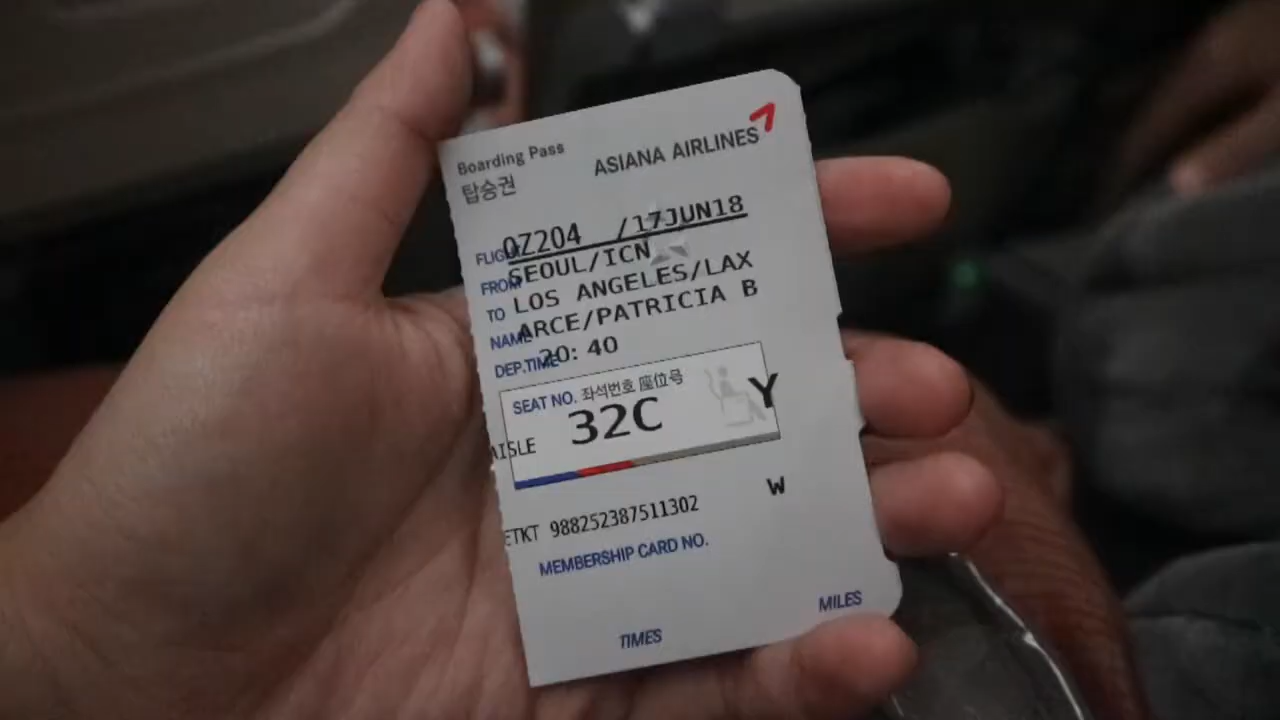 Boarding Pass
탑승권
ASIANA AIRLINES
FLIGHT OZ204 /17JUN18
FROM SEOUL/ICN
TO LOS ANGELES/LAX
NAME ARCE/PATRICIA B
DEP.TIME 20:40
SEAT NO. 좌석번호 座位号
32C Y
AISLE
W
ETKT 988252387511302
MEMBERSHIP CARD NO.
MILES
TIMES